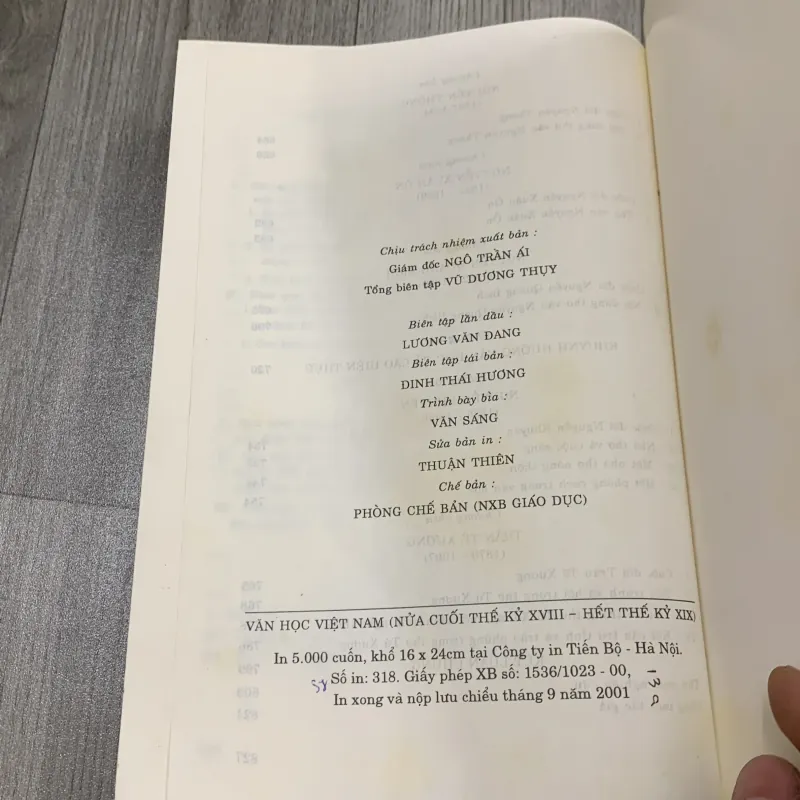 Chịu trách nhiệm xuất bản :
Giám đốc NGÔ TRẦN ÁI
Tổng biên tập VŨ DƯƠNG THỤY
Biên tập lần đầu :
LƯƠNG VĂN ĐANG
Biên tập tái bản :
ĐINH THÁI HƯƠNG
Trình bày bìa :
VĂN SÁNG
Sửa bản in :
THUẬN THIÊN
Chế bản :
PHÒNG CHẾ BẢN (NXB GIÁO DỤC)
VĂN HỌC VIỆT NAM (NỬA CUỐI THẾ KỶ XVIII – HẾT THẾ KỶ XIX)
In 5.000 cuốn, khổ 16 x 24cm tại Công ty in Tiến Bộ - Hà Nội.
Số in: 318. Giấy phép XB số: 1536/1023 - 00,
In xong và nộp lưu chiểu tháng 9 năm 2001